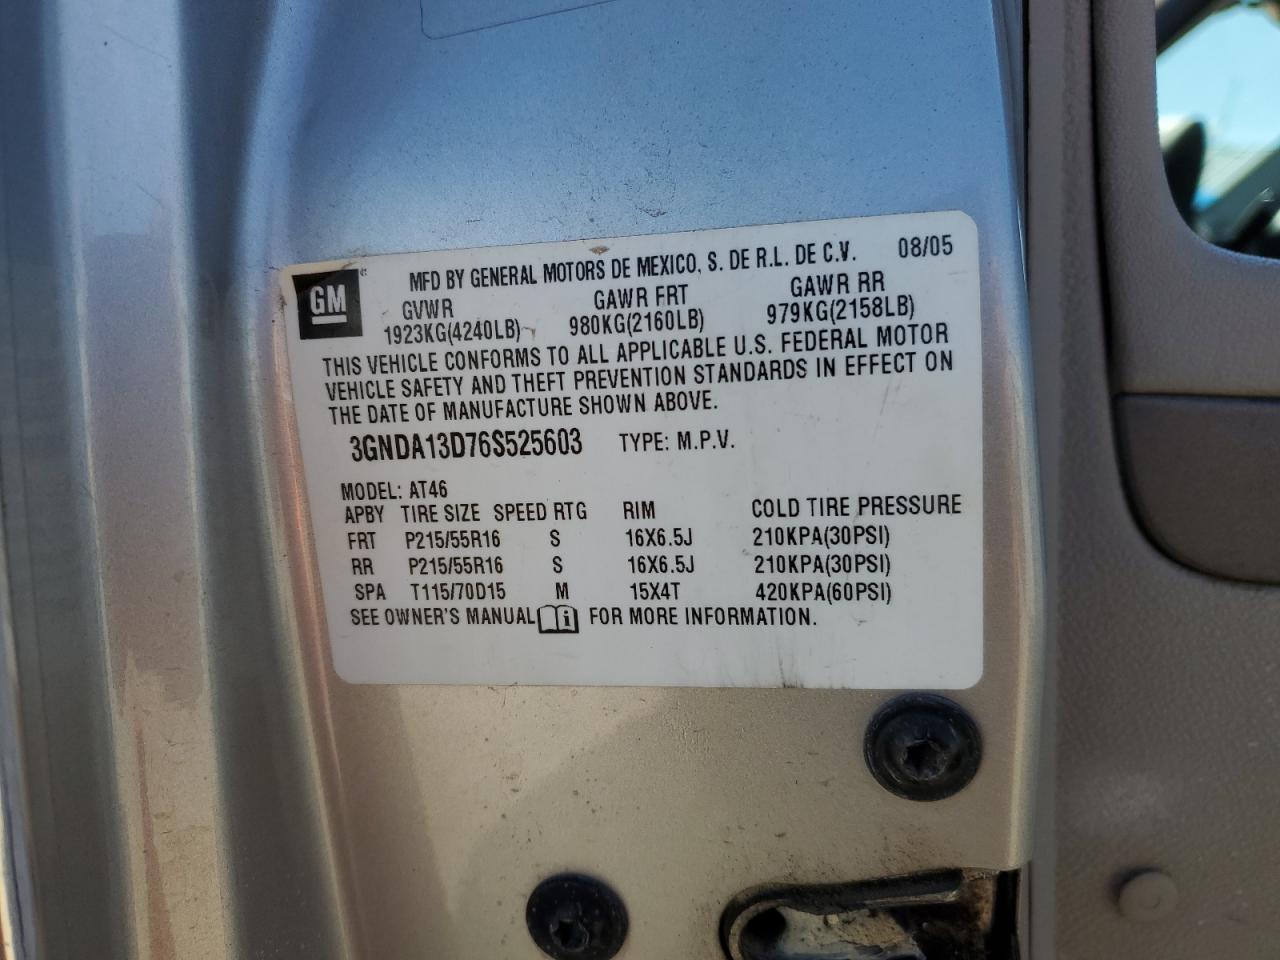 GM
MFD BY GENERAL MOTORS DE MEXICO, S. DE R.L. DE C.V. 08/05
GVWR GAWR FRT GAWR RR
1923KG(4240LB) 980KG(2160LB) 979KG(2158LB)
THIS VEHICLE CONFORMS TO ALL APPLICABLE U.S. FEDERAL MOTOR
VEHICLE SAFETY AND THEFT PREVENTION STANDARDS IN EFFECT ON
THE DATE OF MANUFACTURE SHOWN ABOVE.
3GNDA13D76S525603 TYPE: M.P.V.
MODEL: AT46
APBY TIRE SIZE SPEED RTG RIM COLD TIRE PRESSURE
FRT P215/55R16 S 16X6.5J 210KPA(30PSI)
RR P215/55R16 S 16X6.5J 210KPA(30PSI)
SPA T115/70D15 M 15X4T 420KPA(60PSI)
SEE OWNER'S MANUAL i FOR MORE INFORMATION.